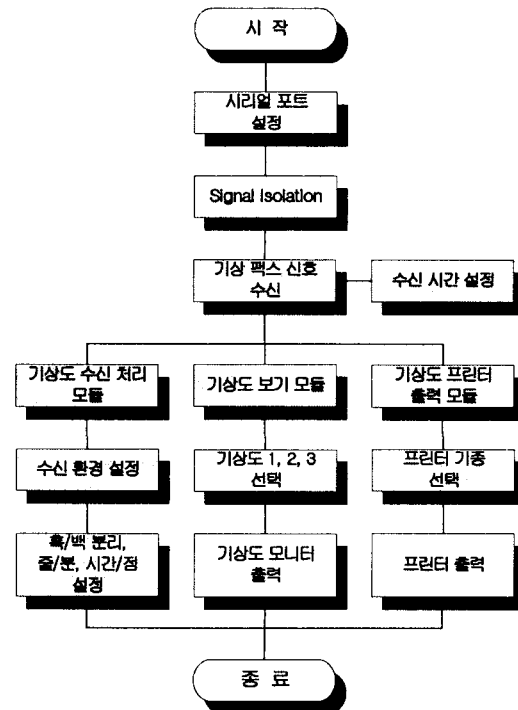 시 작
시리얼 포트
설정
Signal Isolation
기상 팩스 신호
수신
수신 시간 설정
기상도 수신 처리
모듈
기상도 보기 모듈
기상도 프린터
출력 모듈
수신 환경 설정
기상도 1, 2, 3
선택
프린터 기종
선택
흑/백 분리,
줄/분, 시간/점
설정
기상도 모니터
출력
프린터 출력
종 료